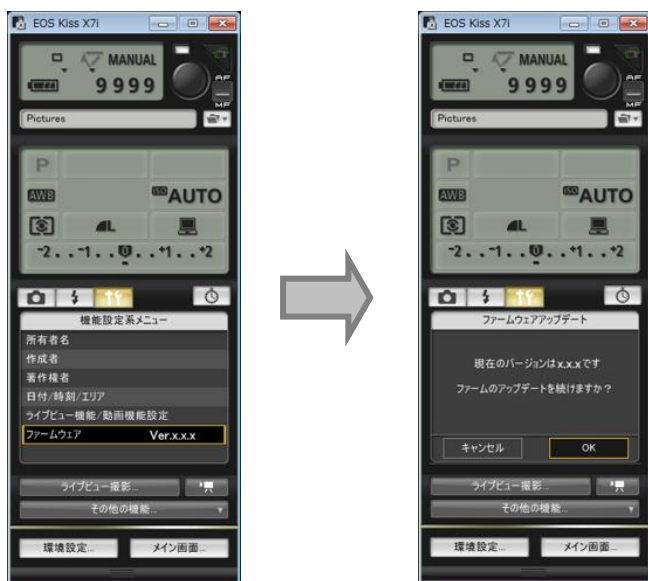 EOS Kiss X7i
MANUAL
9999
AF
MF
Pictures
P
AWB
ISO AUTO
L
-2..-1..0..+1..+2
機能設定系メニュー
所有者名
作成者
著作権者
日付/時刻/エリア
ライブビュー機能/動画機能設定
ファームウェア Ver.x.x.x
ライブビュー撮影...
その他の機能...
環境設定...
メイン画面...
EOS Kiss X7i
MANUAL
9999
AF
MF
Pictures
P
AWB
ISO AUTO
L
-2..-1..0..+1..+2
ファームウェアアップデート
現在のバージョンはx.x.xです
ファームのアップデートを続けますか？
キャンセル
OK
ライブビュー撮影...
その他の機能...
環境設定...
メイン画面...